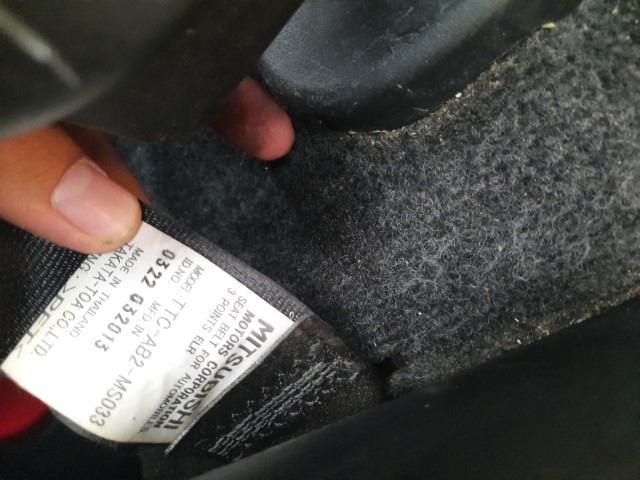 MITSUBISHI
MOTORS CORPORATION
SEAT BELT FOR AUTOMOBILES
3 POINTS ELR
MODEL TTC-AB2-MS033
ID.NO. MFD IN
0322 032013
MADE IN THAILAND
TAKATA-TOA CO.,LTD.